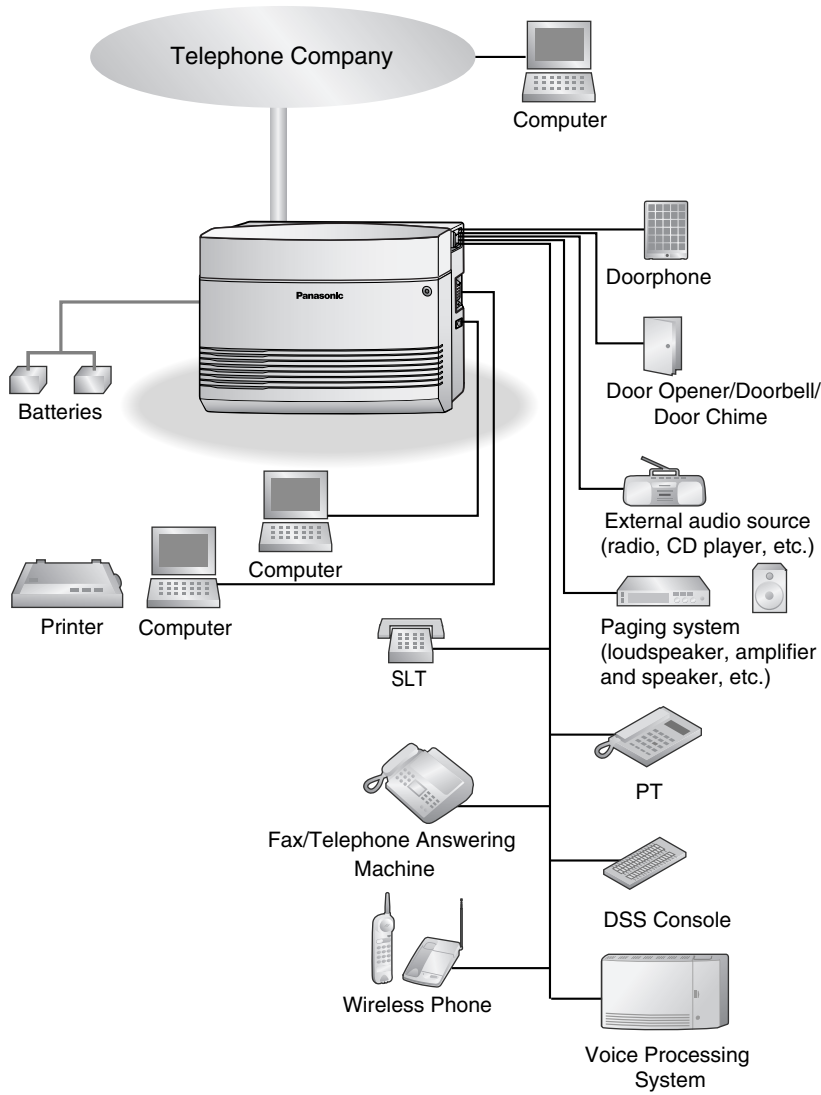 Telephone Company
Computer
Panasonic
Doorphone
Batteries
Door Opener/Doorbell/
Door Chime
External audio source
(radio, CD player, etc.)
Computer
Printer
Computer
Paging system
(loudspeaker, amplifier
and speaker, etc.)
SLT
PT
Fax/Telephone Answering
Machine
DSS Console
Wireless Phone
Voice Processing
System